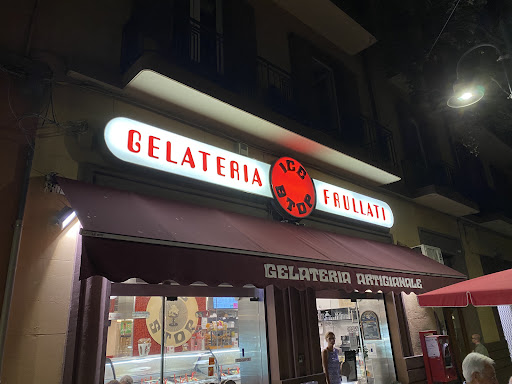 GELATERIA
ICE
STOP
FRULLATI
GELATERIA ARTIGIANALE